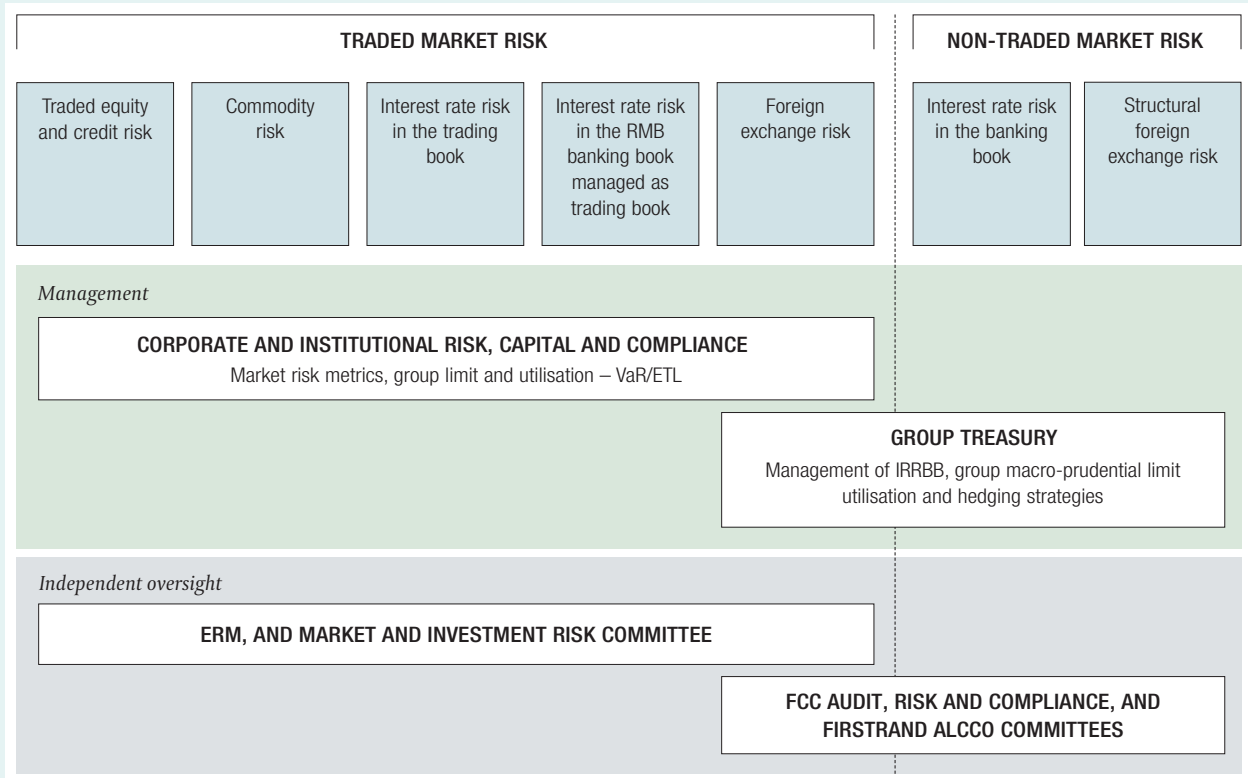 TRADED MARKET RISK
NON-TRADED MARKET RISK
Traded equity
and credit risk
Commodity
risk
Interest rate risk
in the trading
book
Interest rate risk
in the RMB
banking book
managed as
trading book
Foreign
exchange risk
Interest rate risk
in the banking
book
Structural
foreign
exchange risk
Management
CORPORATE AND INSTITUTIONAL RISK, CAPITAL AND COMPLIANCE
Market risk metrics, group limit and utilisation – VaR/ETL
GROUP TREASURY
Management of IRRBB, group macro-prudential limit
utilisation and hedging strategies
Independent oversight
ERM, AND MARKET AND INVESTMENT RISK COMMITTEE
FCC AUDIT, RISK AND COMPLIANCE, AND
FIRSTRAND ALCCO COMMITTEES